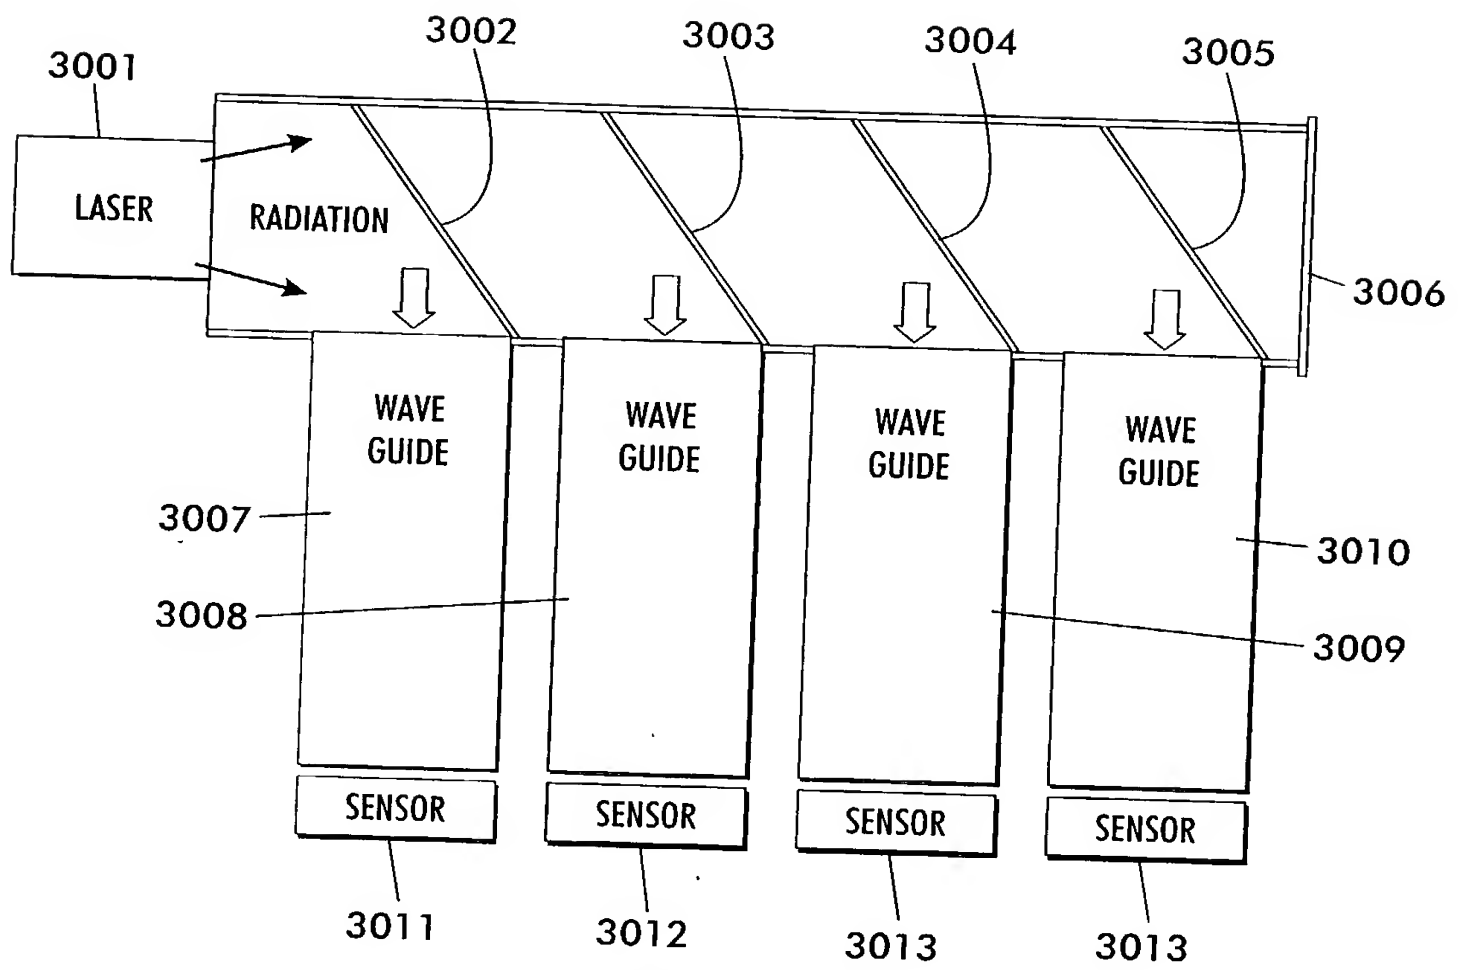 3002
3003
3004
3005
3001
LASER
RADIATION
3006
WAVE
GUIDE
WAVE
GUIDE
WAVE
GUIDE
WAVE
GUIDE
3007
3010
3008
3009
SENSOR
SENSOR
SENSOR
SENSOR
3011
3012
3013
3013